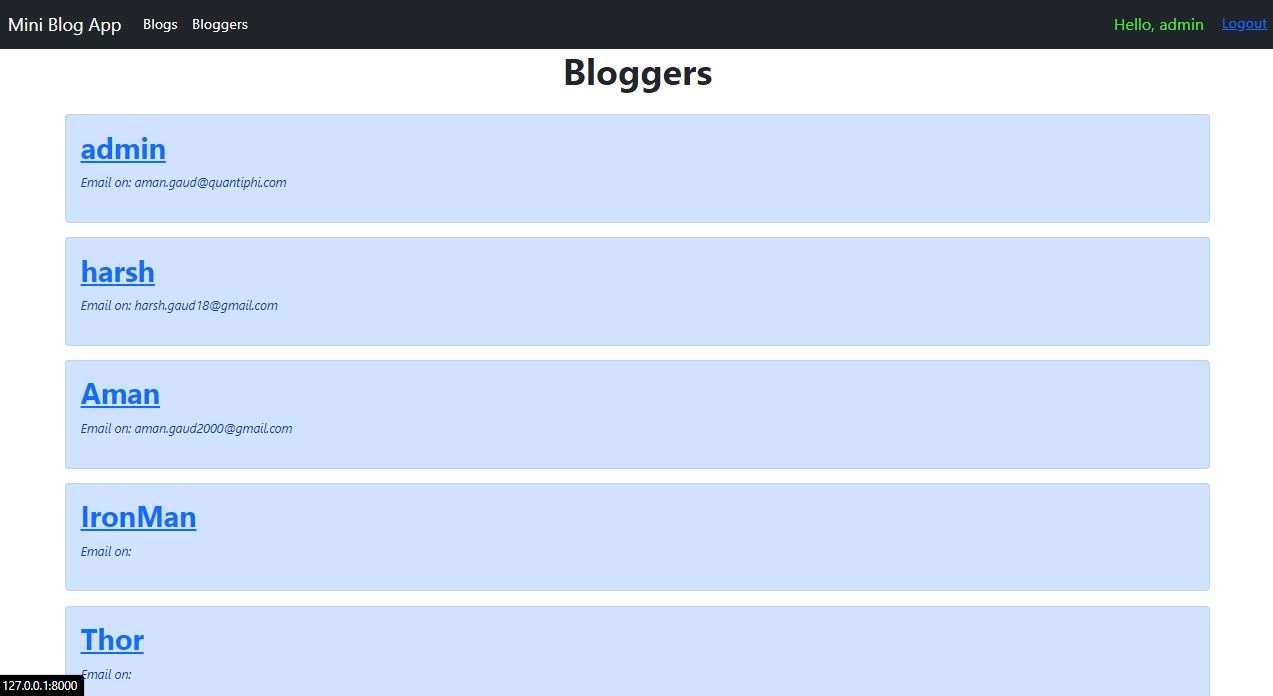 Mini Blog App Blogs Bloggers Hello, admin Logout
Bloggers
admin
Email on: aman.gaud@quantiphi.com
harsh
Email on: harsh.gaud18@gmail.com
Aman
Email on: aman.gaud2000@gmail.com
IronMan
Email on:
Thor
Email on:
127.0.0.1:8000